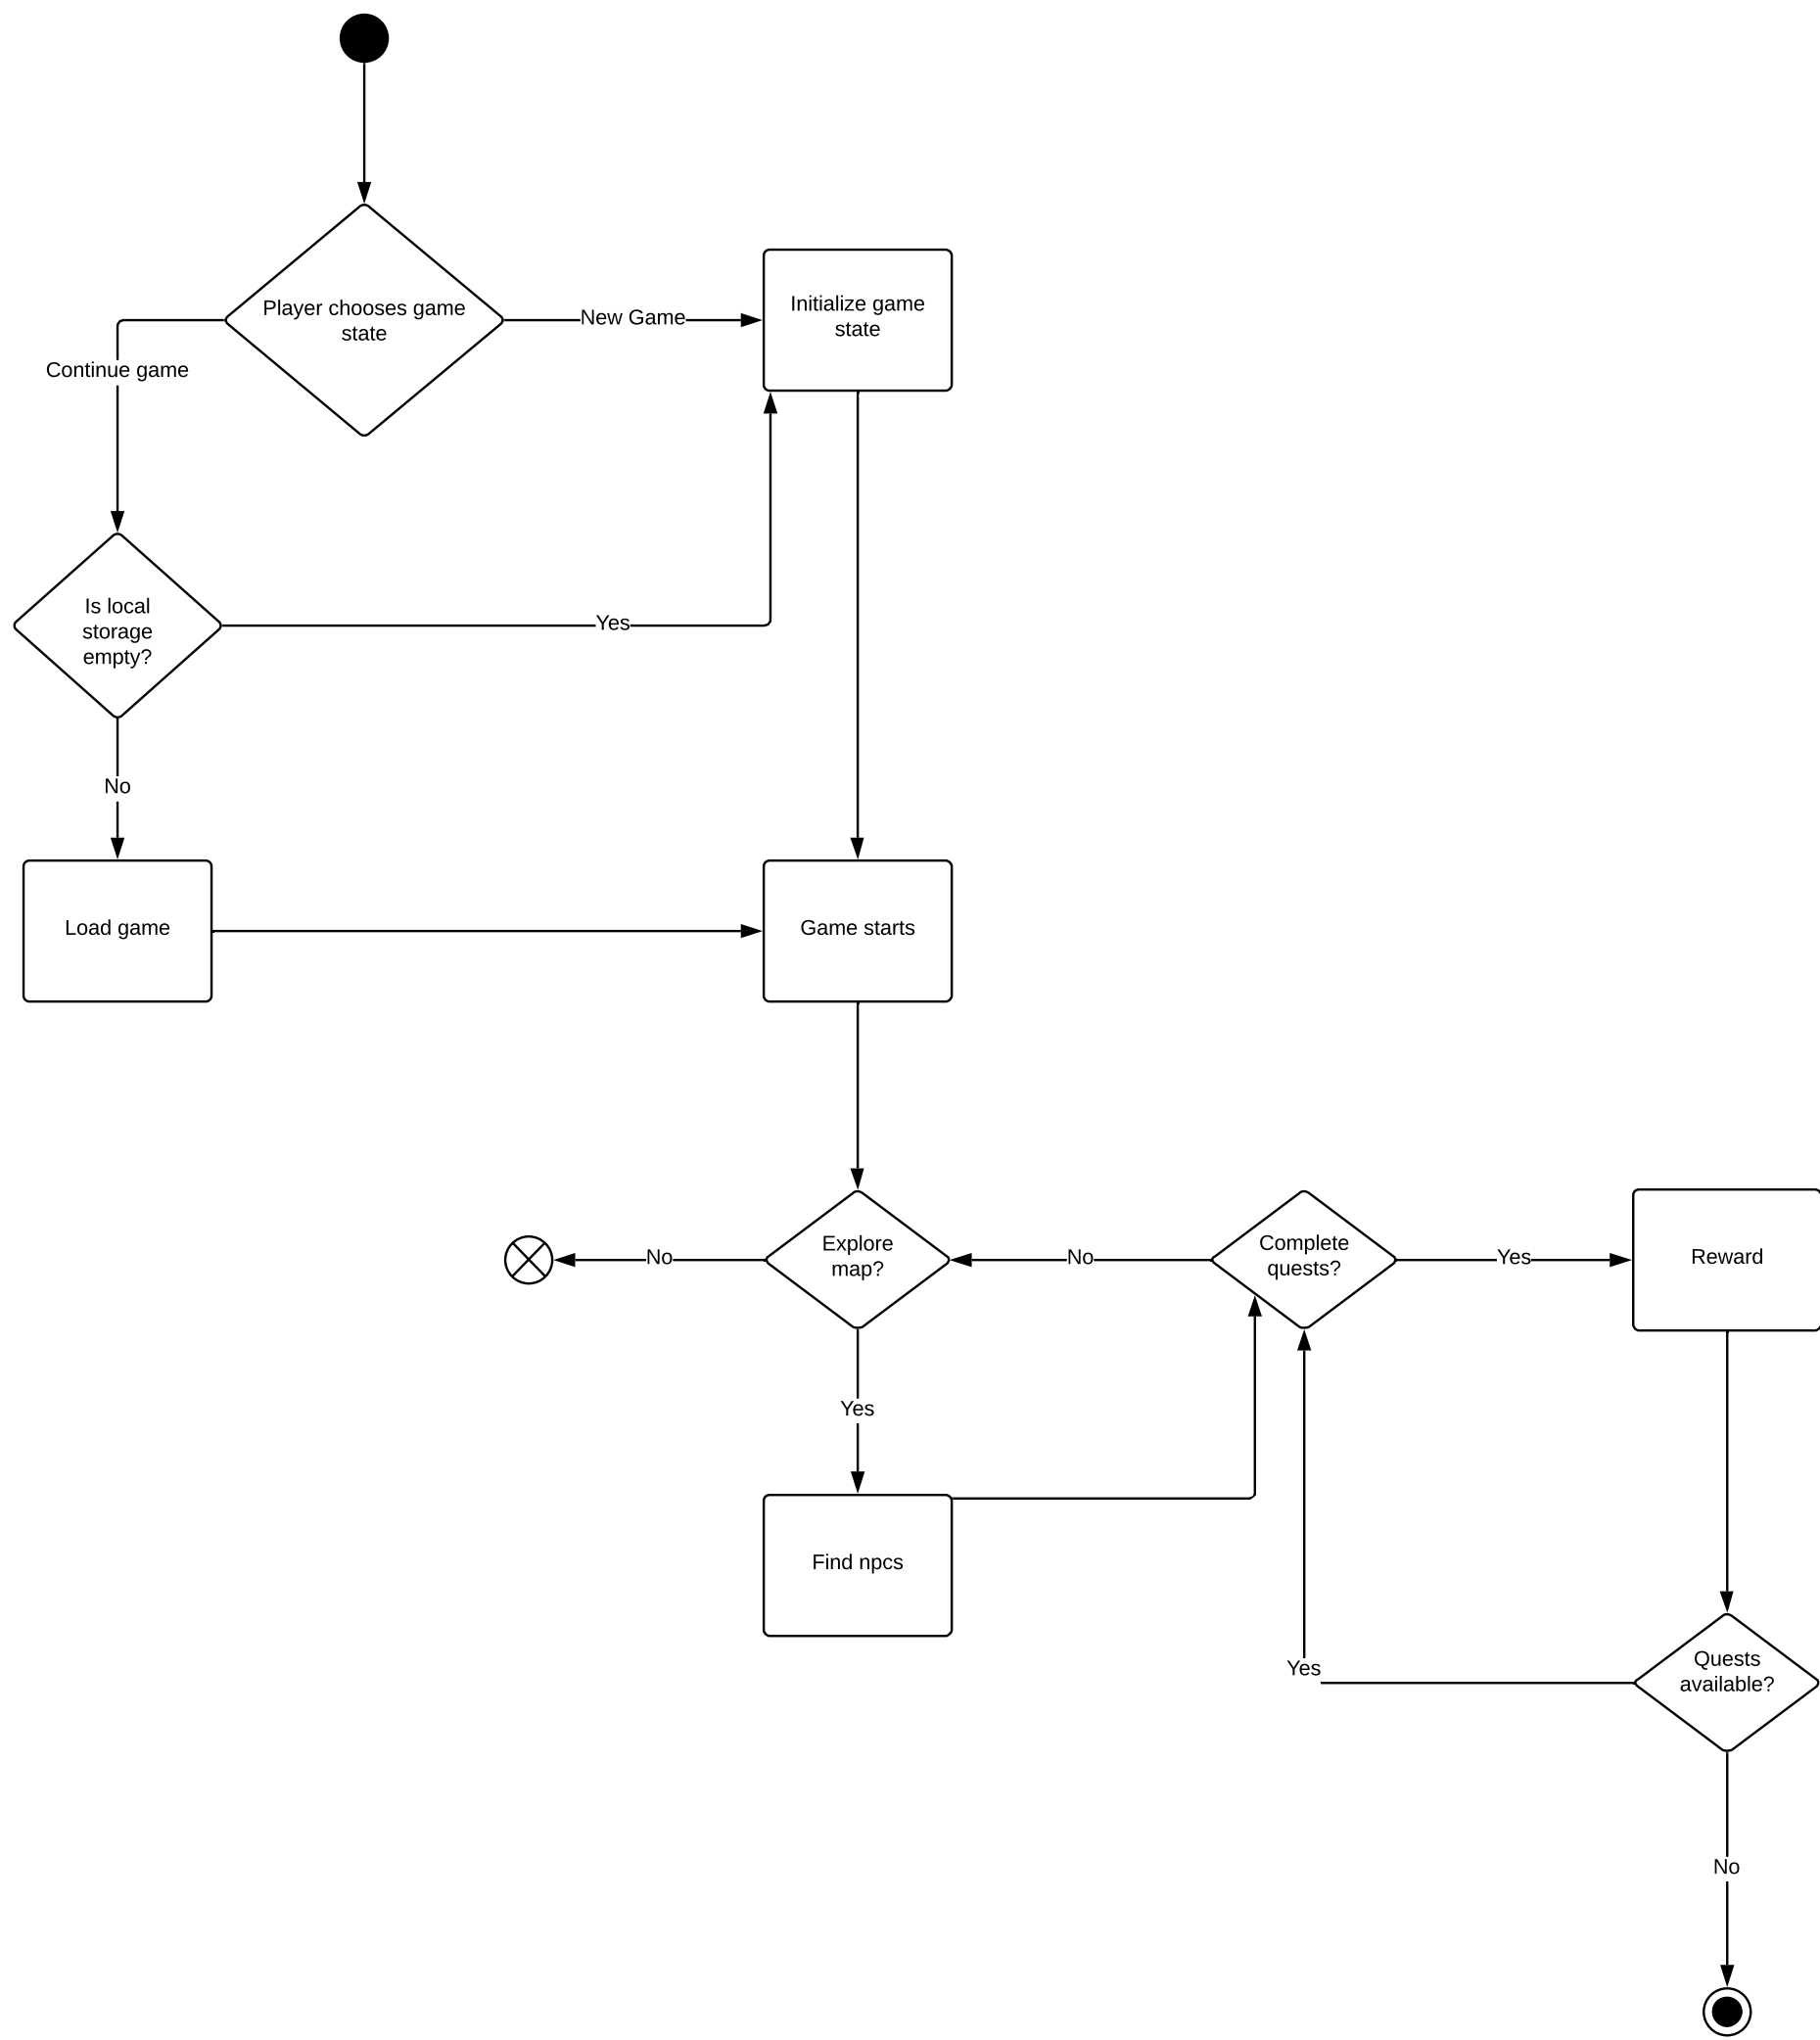 Player chooses game
state
New Game
Initialize game
state
Continue game
Is local
storage
empty?
Yes
No
Load game
Game starts
No
Explore
map?
No
Complete
quests?
Yes
Reward
Yes
Find npcs
Yes
Quests
available?
No